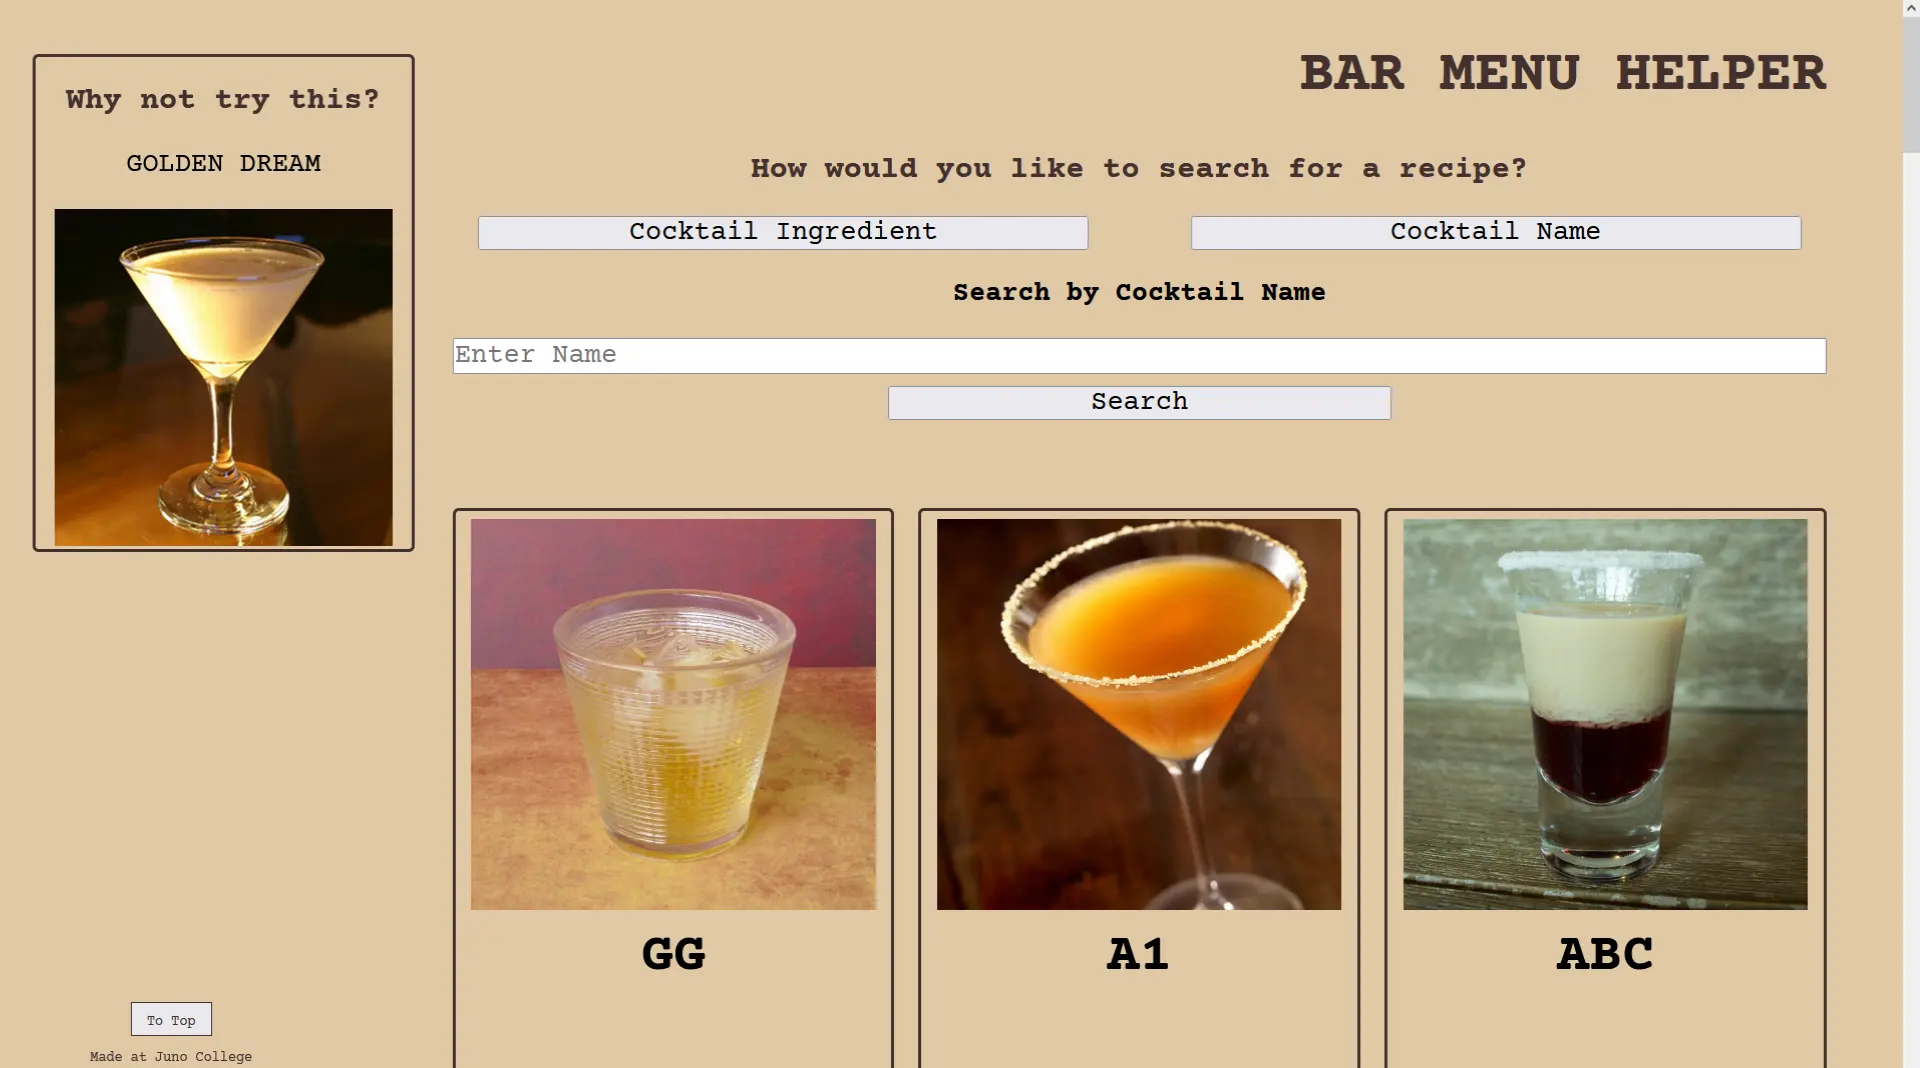 BAR MENU HELPER
Why not try this?
GOLDEN DREAM
How would you like to search for a recipe?
Cocktail Ingredient
Cocktail Name
Search by Cocktail Name
Enter Name
Search
GG
A1
ABC
To Top
Made at Juno College